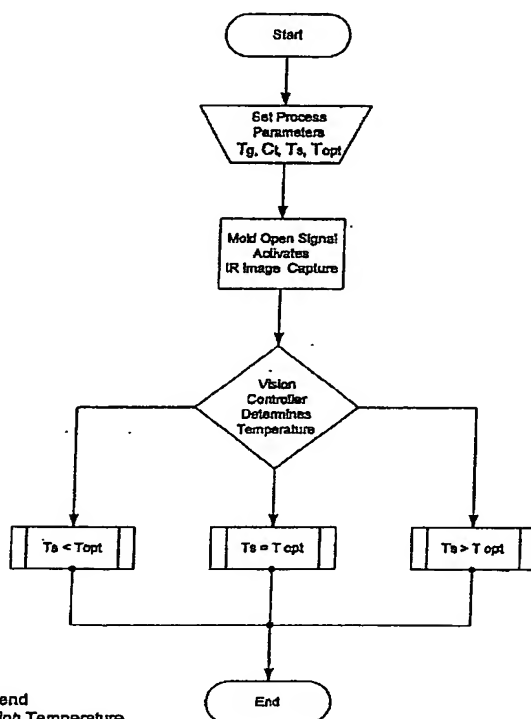 Start
Set Process
Parameters
Tg, Ct, Ts, Topt
Mold Open Signal
Activates
IR Image Capture
Vision
Controller
Determines
Temperature
Ts < Topt
Ts = T opt
Ts > T opt
End
end
Temperature